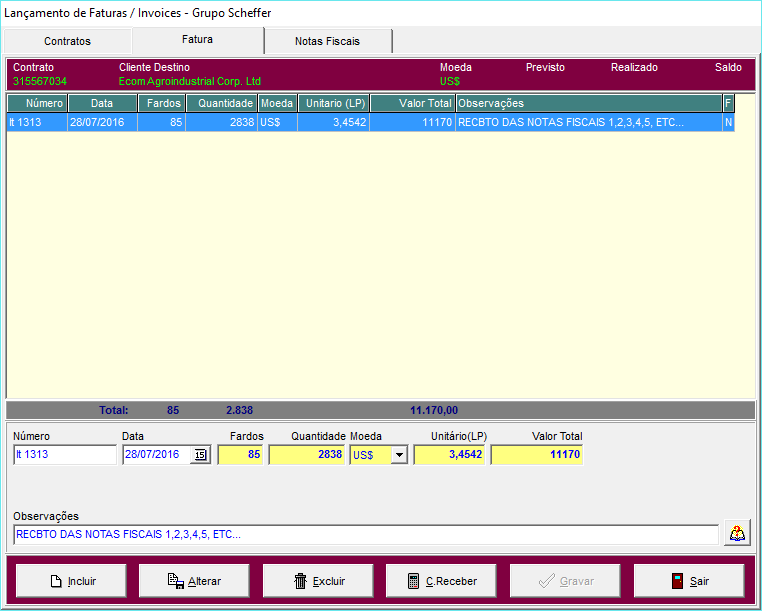 Lançamento de Faturas / Invoices - Grupo Scheffer
Contratos Fatura Notas Fiscais
Contrato Cliente Destino Moeda Previsto Realizado Saldo
315567034 Ecom Agroindustrial Corp. Ltd US$
Número Data Fardos Quantidade Moeda Unitario (LP) Valor Total Observações F
lt 1313 28/07/2016 85 2838 US$ 3,4542 11170 RECBTO DAS NOTAS FISCAIS 1,2,3,4,5, ETC... N
Total: 85 2.838 11.170,00
Número Data Fardos Quantidade Moeda Unitário(LP) Valor Total
lt 1313 28/07/2016 15 85 2838 US$ 3,4542 11170
Observações
RECBTO DAS NOTAS FISCAIS 1,2,3,4,5, ETC...
Incluir Alterar Excluir C.Receber Gravar Sair